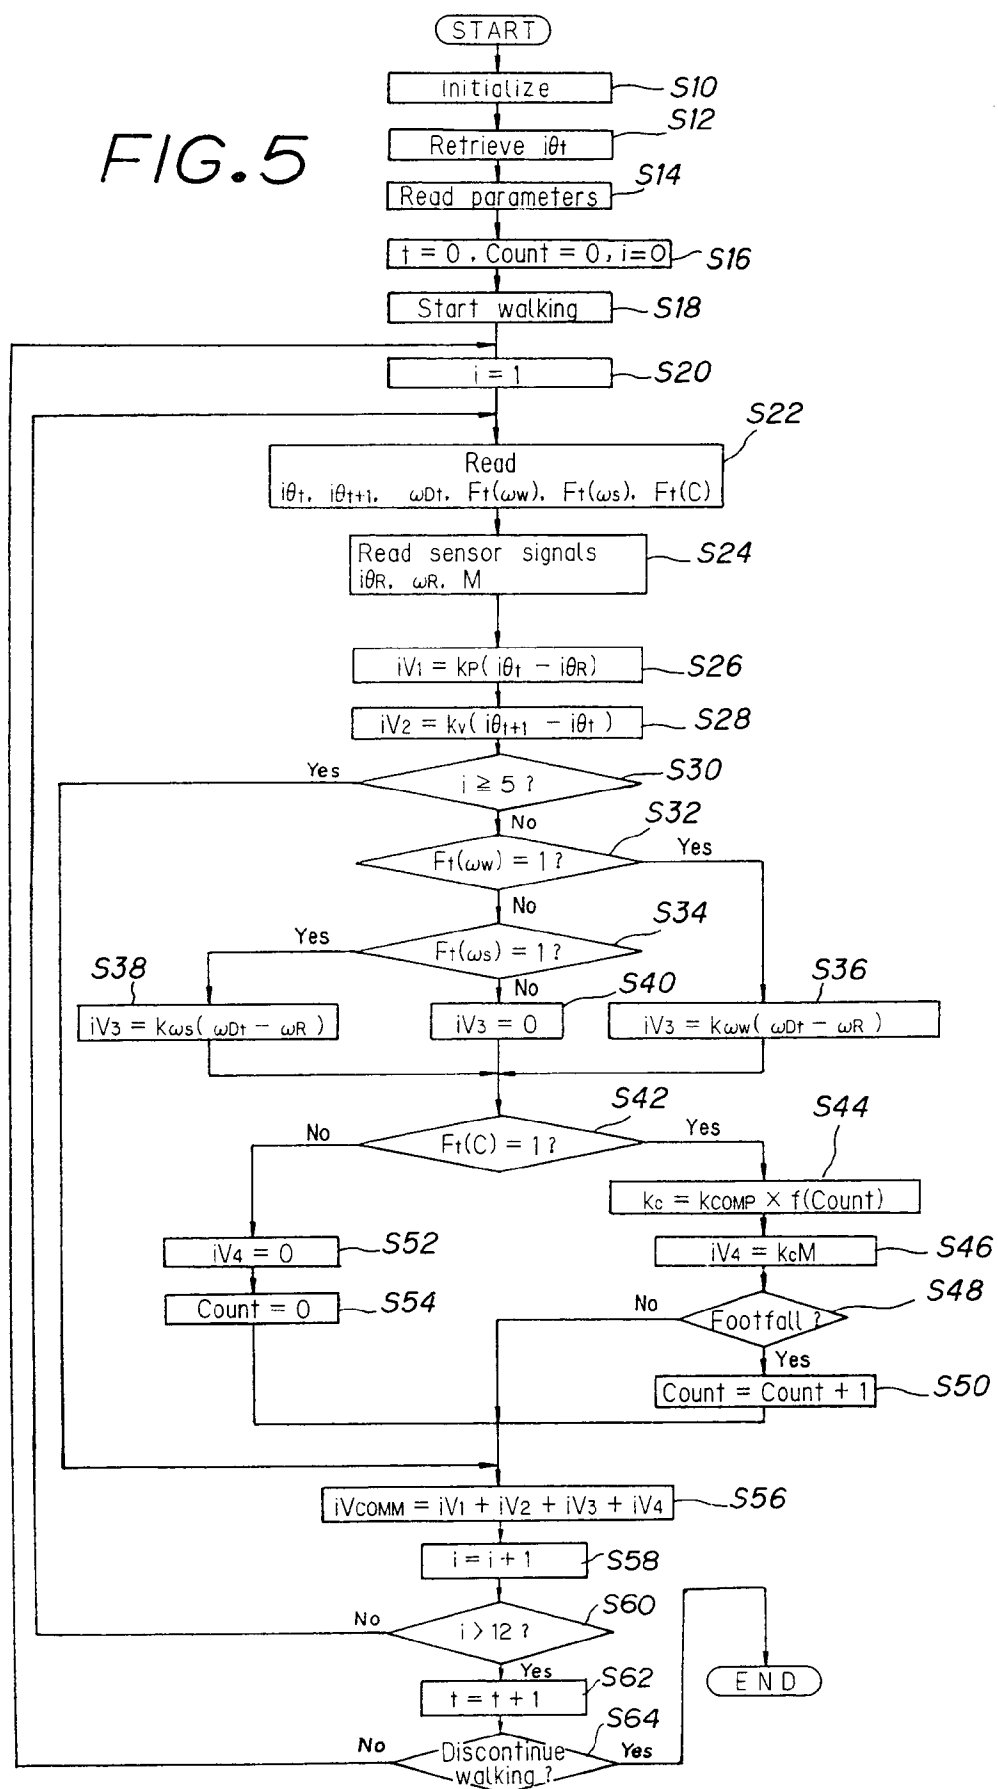 START
Initialize
S10
FIG.5
Retrieve iθt
S12
Read parameters
S14
t = 0 , Count = 0 , i=0
S16
Start walking
S18
i = 1
S20
S22
Read
iθt, iθt+1, ωDt, Ft(ωw), Ft(ωs), Ft(C)
Read sensor signals
S24
iθR, ωR, M
iV1 = kP( iθt − iθR)
S26
iV2 = kv( iθt+1 − iθt )
S28
Yes
i ≧ 5 ?
S30
No
S32
Ft(ωw) = 1 ?
Yes
No
S34
Yes
Ft(ωs) = 1 ?
S38
No
S40
S36
iV3 = kωs( ωDt − ωR )
iV3 = 0
iV3 = kωw( ωDt − ωR )
S42
S44
No
Ft(C) = 1 ?
Yes
kc = kCOMP × f(Count)
iV4 = 0
S52
iV4 = kcM
S46
Count = 0
S54
S48
No
Footfall ?
Yes
Count = Count + 1
S50
iVCOMM = iV1 + iV2 + iV3 + iV4
S56
i = i + 1
S58
No
i > 12 ?
S60
Yes
END
t = t + 1
S62
S64
No
Discontinue
Yes
walking ?